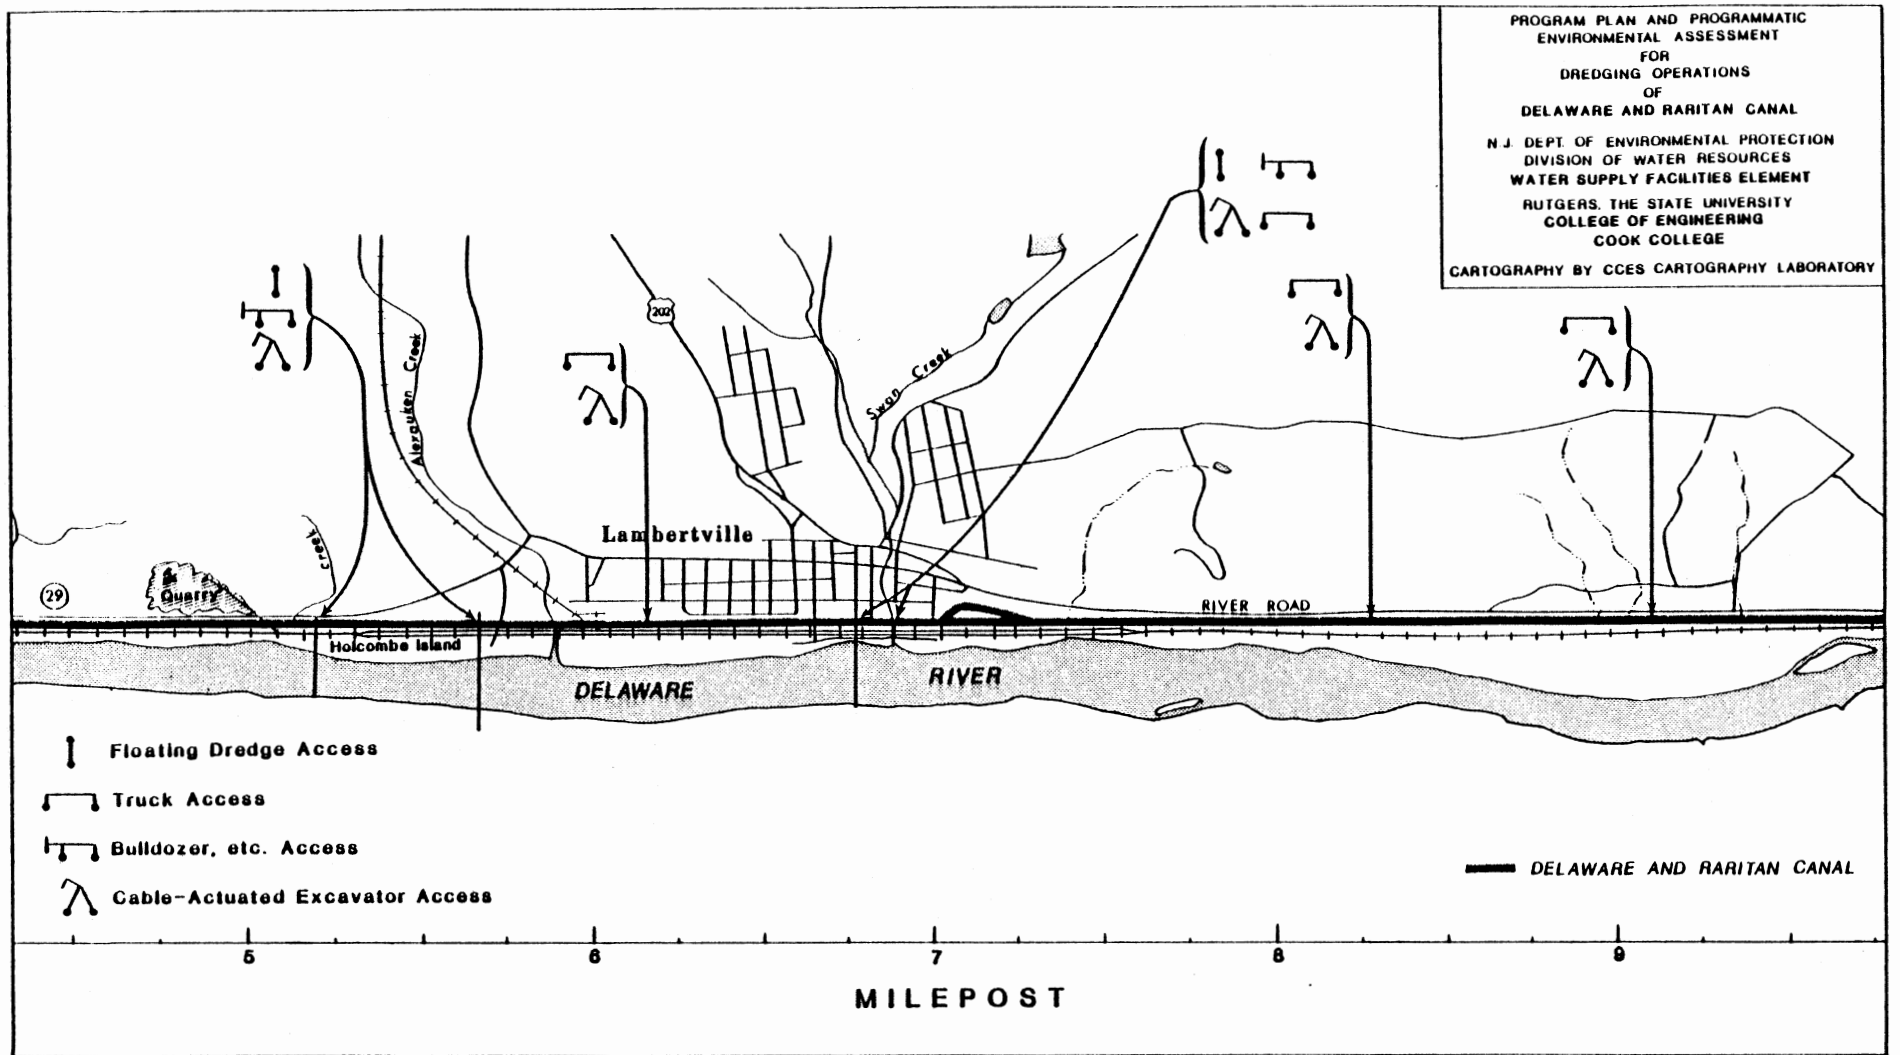 PROGRAM PLAN AND PROGRAMMATIC
ENVIRONMENTAL ASSESSMENT
FOR
DREDGING OPERATIONS
OF
DELAWARE AND RARITAN CANAL
N.J. DEPT. OF ENVIRONMENTAL PROTECTION
DIVISION OF WATER RESOURCES
WATER SUPPLY FACILITIES ELEMENT
RUTGERS, THE STATE UNIVERSITY
COLLEGE OF ENGINEERING
COOK COLLEGE
CARTOGRAPHY BY CCES CARTOGRAPHY LABORATORY
202
Alexauken Creek
Swan Creek
Lambertville
Creek
Quarry
29
RIVER ROAD
Holcombe Island
DELAWARE RIVER
Floating Dredge Access
Truck Access
Bulldozer, etc. Access
Cable-Actuated Excavator Access
DELAWARE AND RARITAN CANAL
5 6 7 8 9
MILEPOST